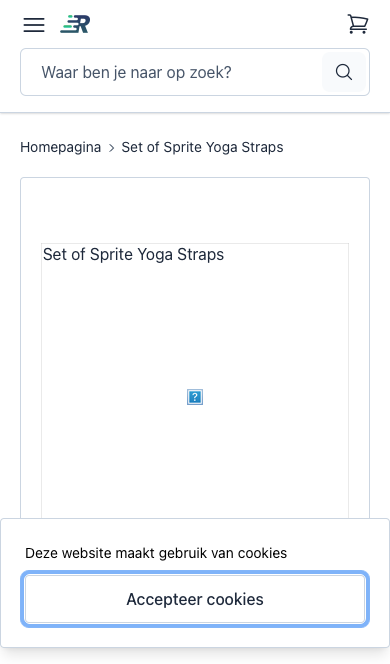 Waar ben je naar op zoek?
Homepagina > Set of Sprite Yoga Straps
Set of Sprite Yoga Straps
Deze website maakt gebruik van cookies
Accepteer cookies